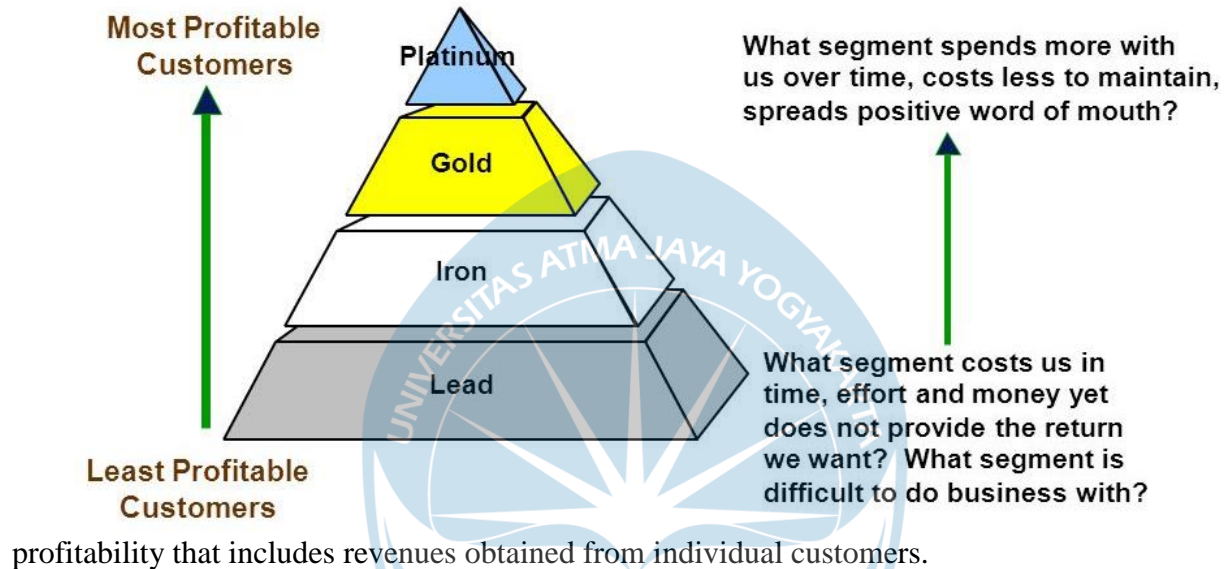 Most Profitable
Customers
Platinum
Gold
Iron
Lead
Least Profitable
Customers
What segment spends more with
us over time, costs less to maintain,
spreads positive word of mouth?
What segment costs us in
time, effort and money yet
does not provide the return
we want? What segment is
difficult to do business with?
UNIVERSITAS ATMA JAYA YOGYAKARTA
profitability that includes revenues obtained from individual customers.